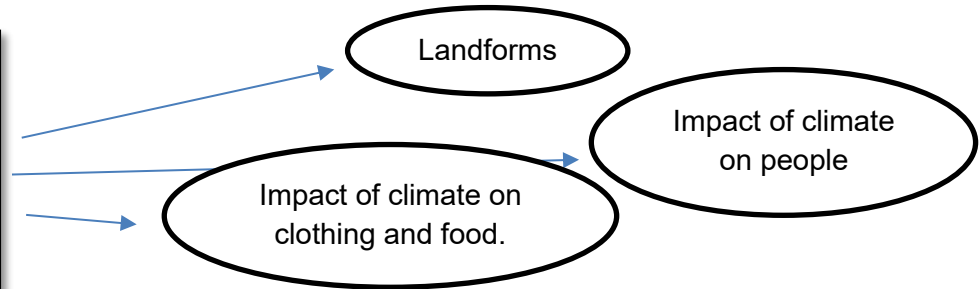 Landforms
Impact of climate
on people
Impact of climate on
clothing and food.